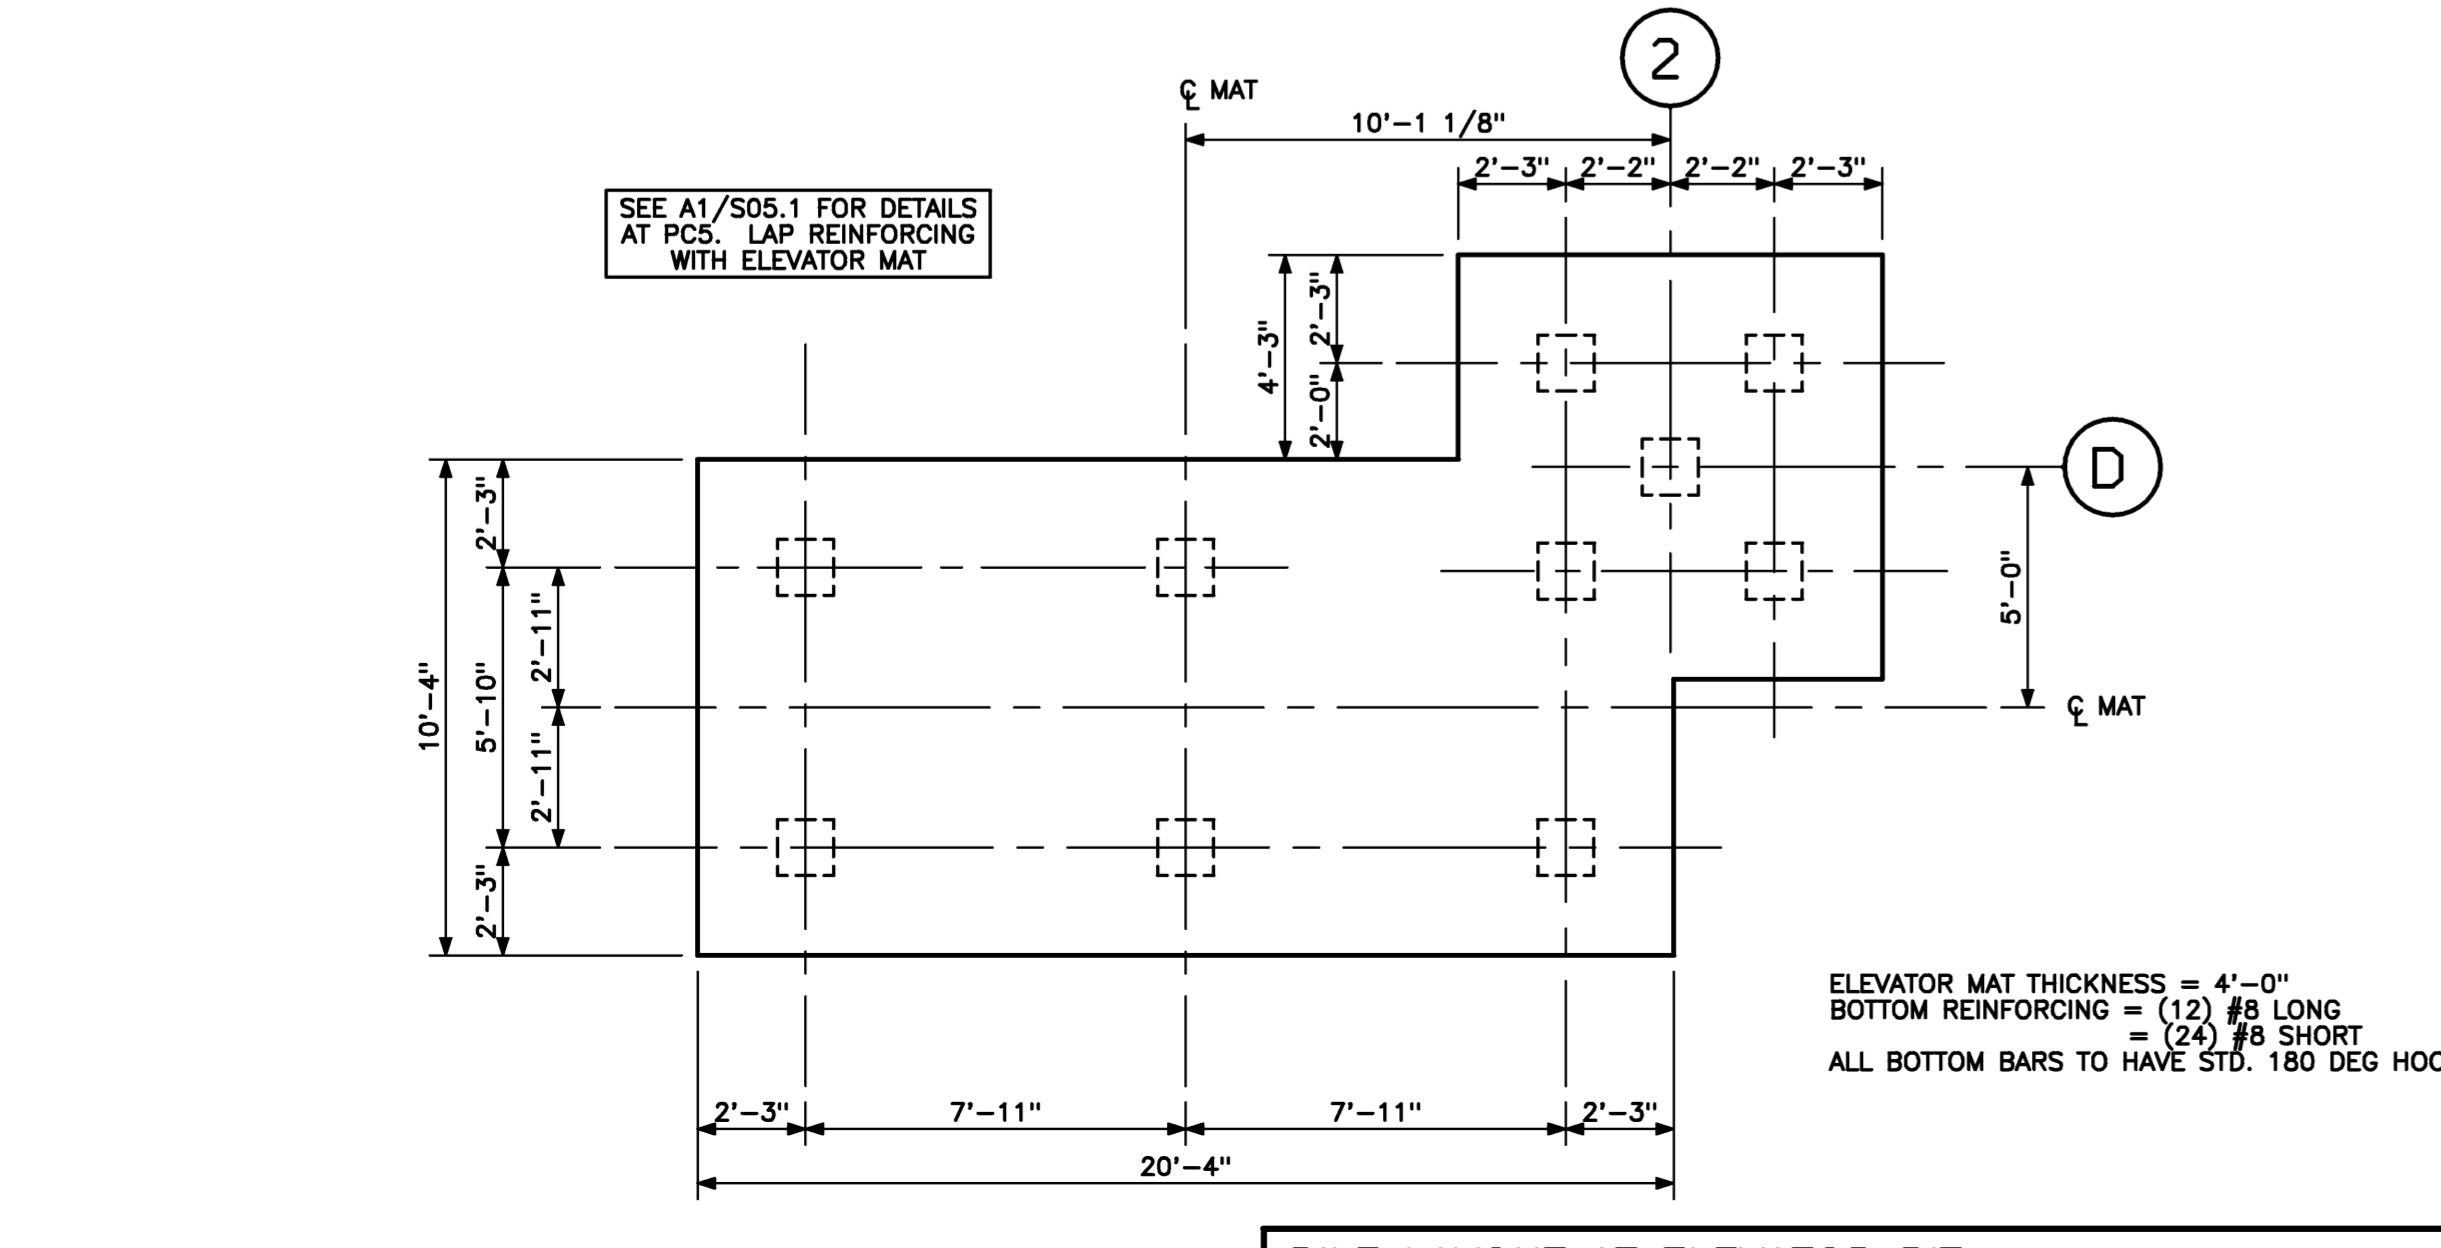 2
℄ MAT
10'-1 1/8"
2'-3" 2'-2" 2'-2" 2'-3"
SEE A1/S05.1 FOR DETAILS
AT PC5. LAP REINFORCING
WITH ELEVATOR MAT
4'-3"
2'-3"
2'-0"
D
5'-0"
℄ MAT
10'-4"
2'-3"
5'-10"
2'-3"
2'-11"
2'-11"
ELEVATOR MAT THICKNESS = 4'-0"
BOTTOM REINFORCING = (12) #8 LONG
= (24) #8 SHORT
ALL BOTTOM BARS TO HAVE STD. 180 DEG
2'-3" 7'-11" 7'-11" 2'-3"
20'-4"